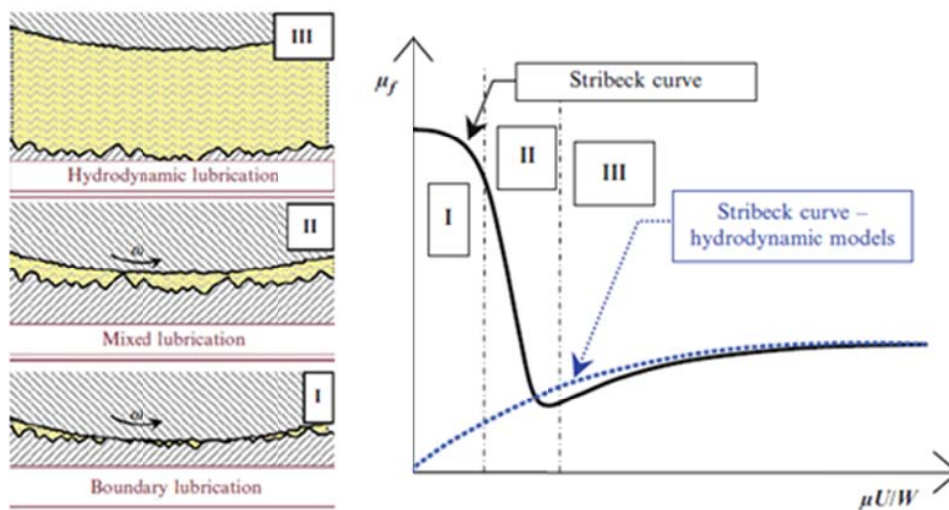 III
Hydrodynamic lubrication
II
ω
Mixed lubrication
I
ω
Boundary lubrication
μf
Stribeck curve
II
III
I
Stribeck curve –
hydrodynamic models
μU/W